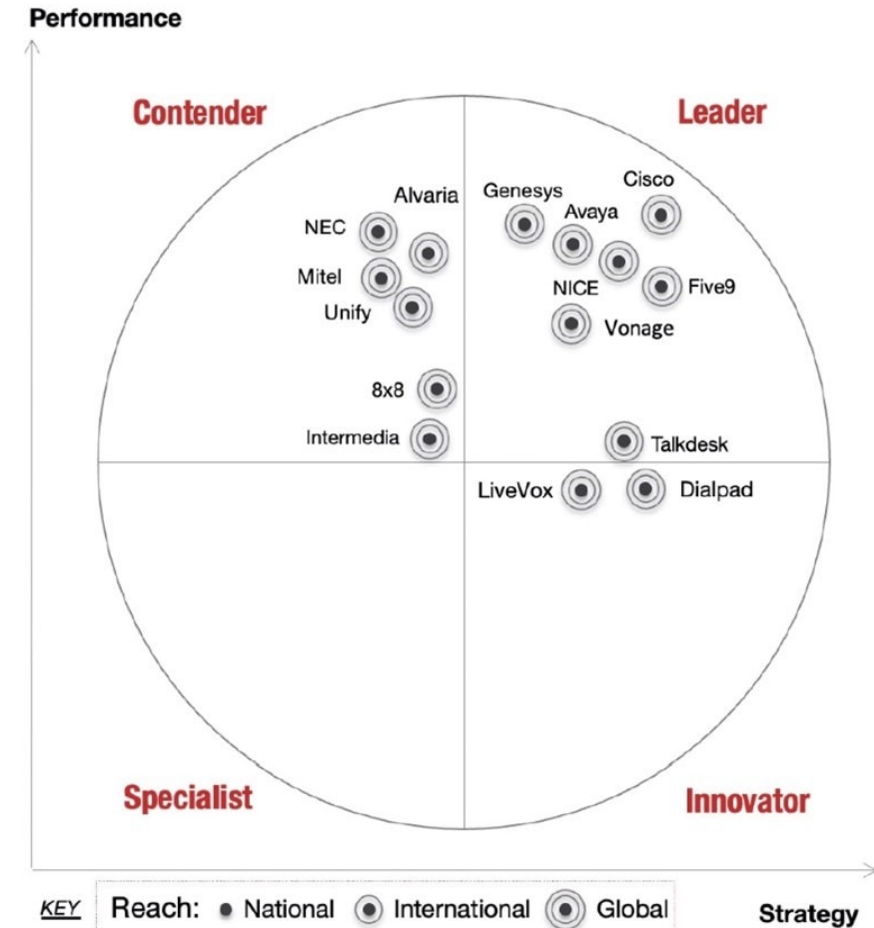 Performance
Contender
Leader
Cisco
Genesys
Alvaria
Avaya
NEC
Mitel
NICE
Five9
Unify
Vonage
8x8
Intermedia
Talkdesk
LiveVox
Dialpad
Specialist
Innovator
KEY Reach: National International Global
Strategy